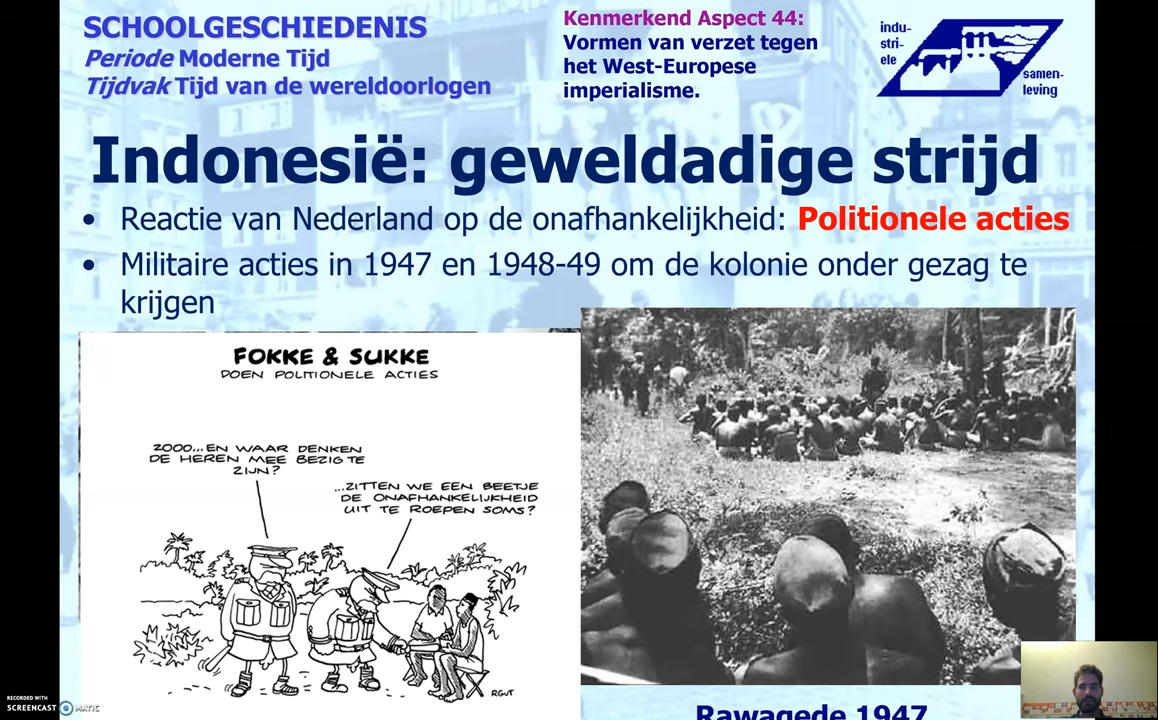 SCHOOLGESCHIEDENIS
Periode Moderne Tijd
Tijdvak Tijd van de wereldoorlogen
Kenmerkend Aspect 44:
Vormen van verzet tegen
het West-Europese
imperialisme.
indu-
stri-
ele
samen-
leving
Indonesië: geweldadige strijd
• Reactie van Nederland op de onafhankelijkheid: Politionele acties
• Militaire acties in 1947 en 1948-49 om de kolonie onder gezag te
krijgen
FOKKE & SUKKE
DOEN POLITIONELE ACTIES
ZOOO...EN WAAR DENKEN
DE HEREN MEE BEZIG TE
ZIJN?
...ZITTEN WE EEN BEETJE
DE ONAFHANKELIJKHEID
UIT TE ROEPEN SOMS?
RGvT
Rawagede 1947
RECORDED WITH
SCREENCAST MATIC